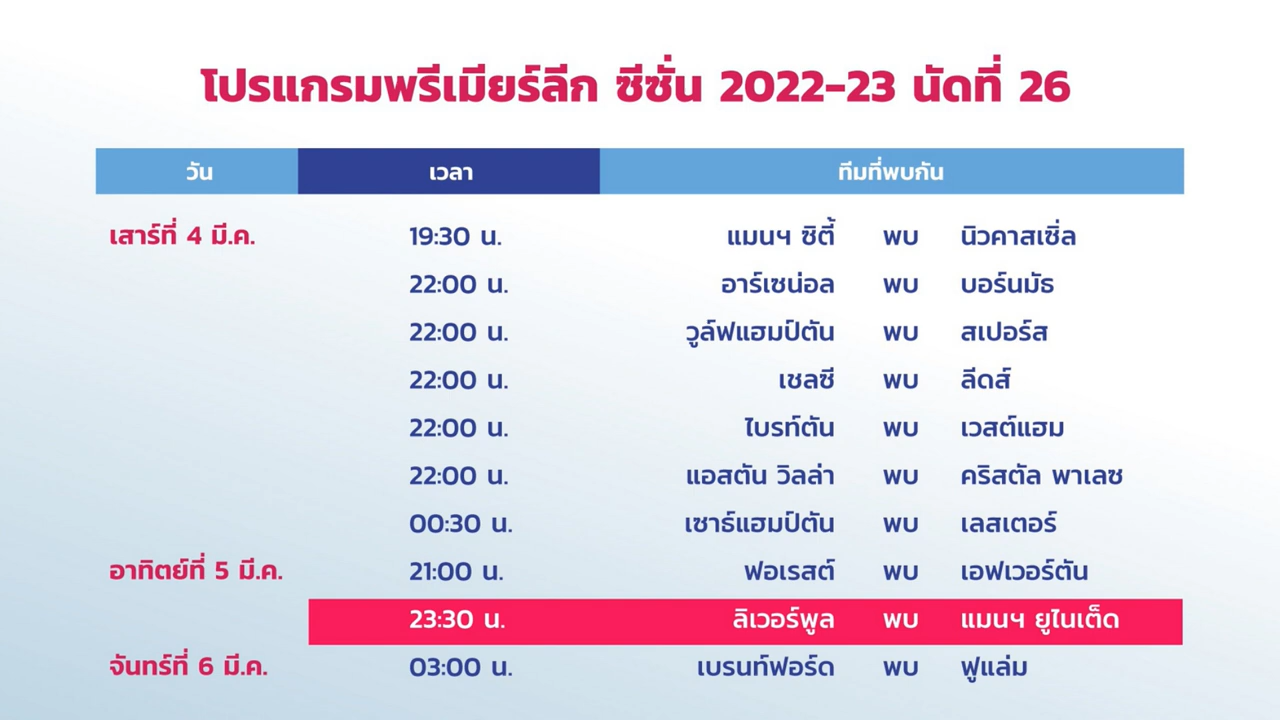 โปรแกรมพรีเมียร์ลีก ซีซั่น 2022-23 นัดที่ 26
วัน เวลา ทีมที่พบกัน
เสาร์ที่ 4 มี.ค. 19:30 น. แมนฯ ซิตี้ พบ นิวคาสเซิ่ล
22:00 น. อาร์เซน่อล พบ บอร์นมัธ
22:00 น. วูล์ฟแฮมป์ตัน พบ สเปอร์ส
22:00 น. เชลซี พบ ลีดส์
22:00 น. ไบรท์ตัน พบ เวสต์แฮม
22:00 น. แอสตัน วิลล่า พบ คริสตัล พาเลซ
00:30 น. เซาธ์แฮมป์ตัน พบ เลสเตอร์
อาทิตย์ที่ 5 มี.ค. 21:00 น. ฟอเรสต์ พบ เอฟเวอร์ตัน
23:30 น. ลิเวอร์พูล พบ แมนฯ ยูไนเต็ด
จันทร์ที่ 6 มี.ค. 03:00 น. เบรนท์ฟอร์ด พบ ฟูแล่ม